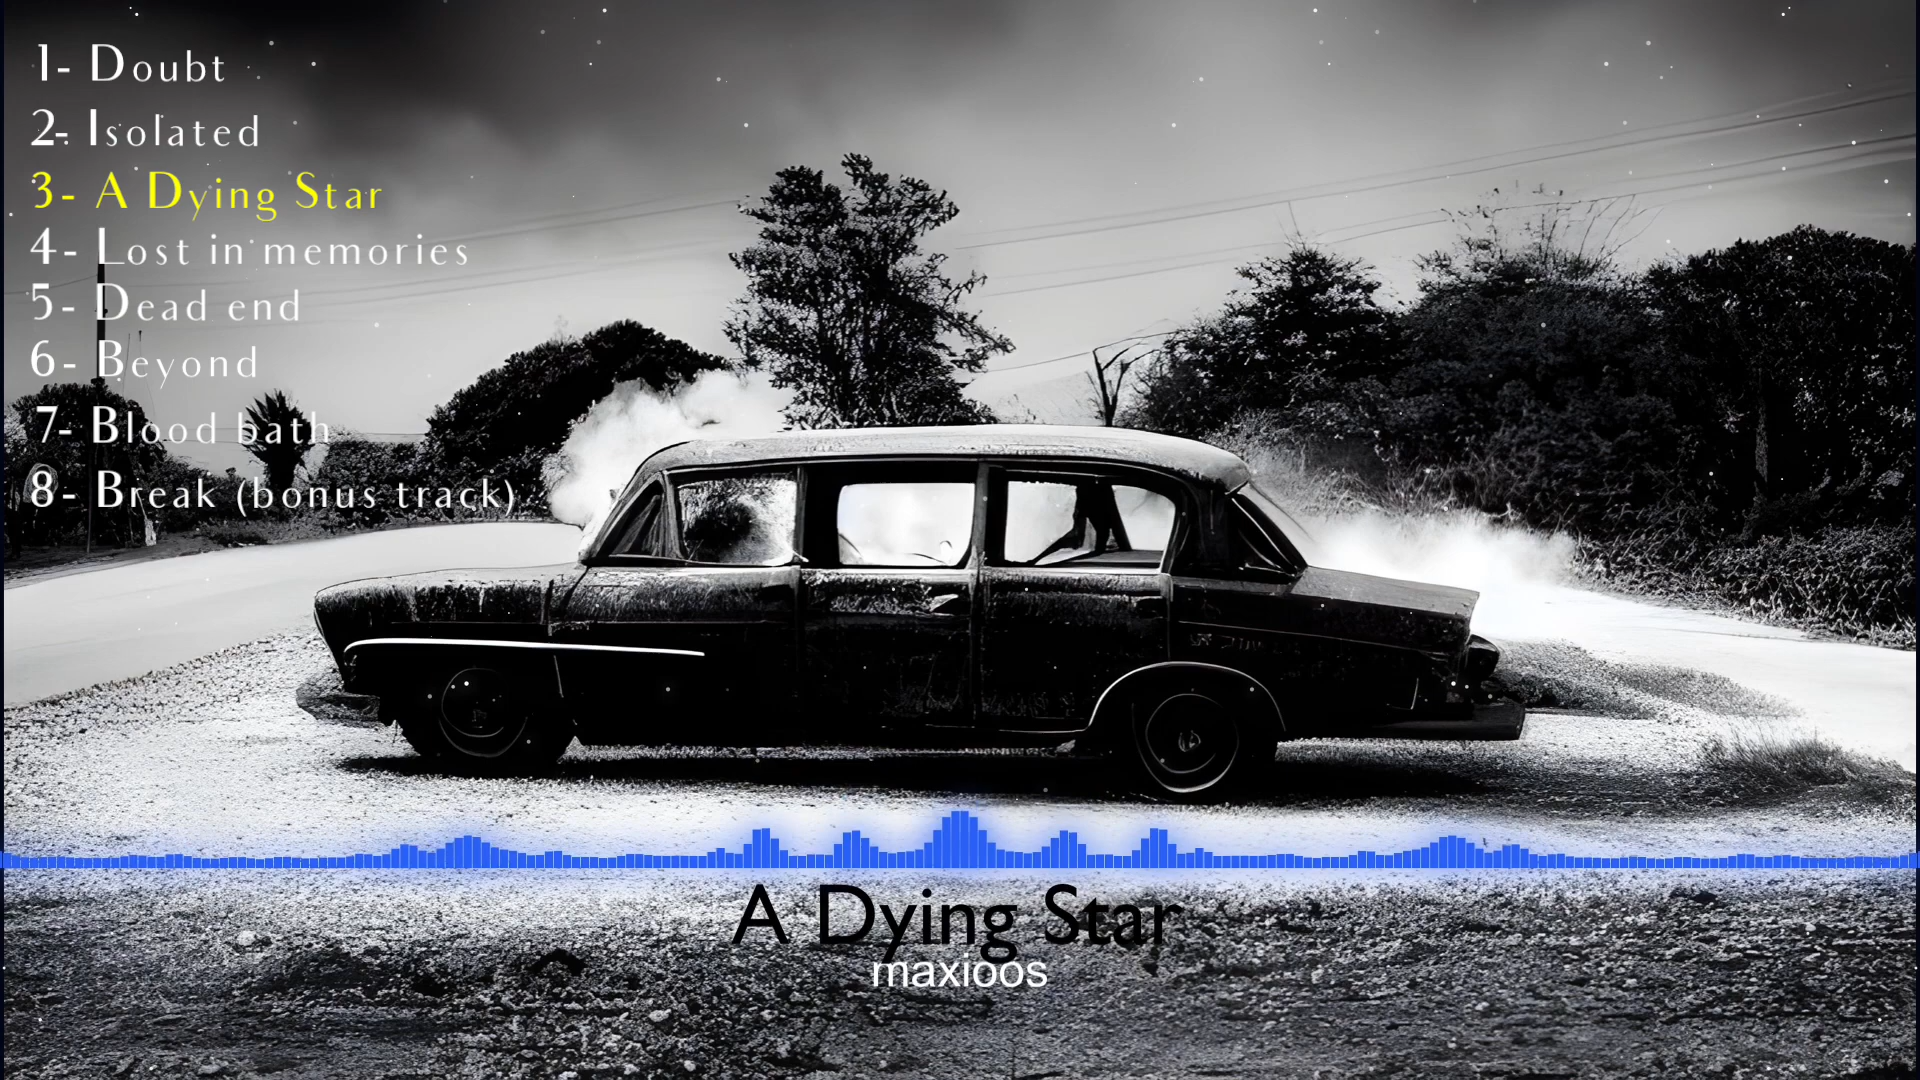 1- Doubt
2- Isolated
3- A Dying Star
4- Lost in memories
5- Dead end
6- Beyond
7- Blood bath
8- Break (bonus track)
A Dying Star
maxioos